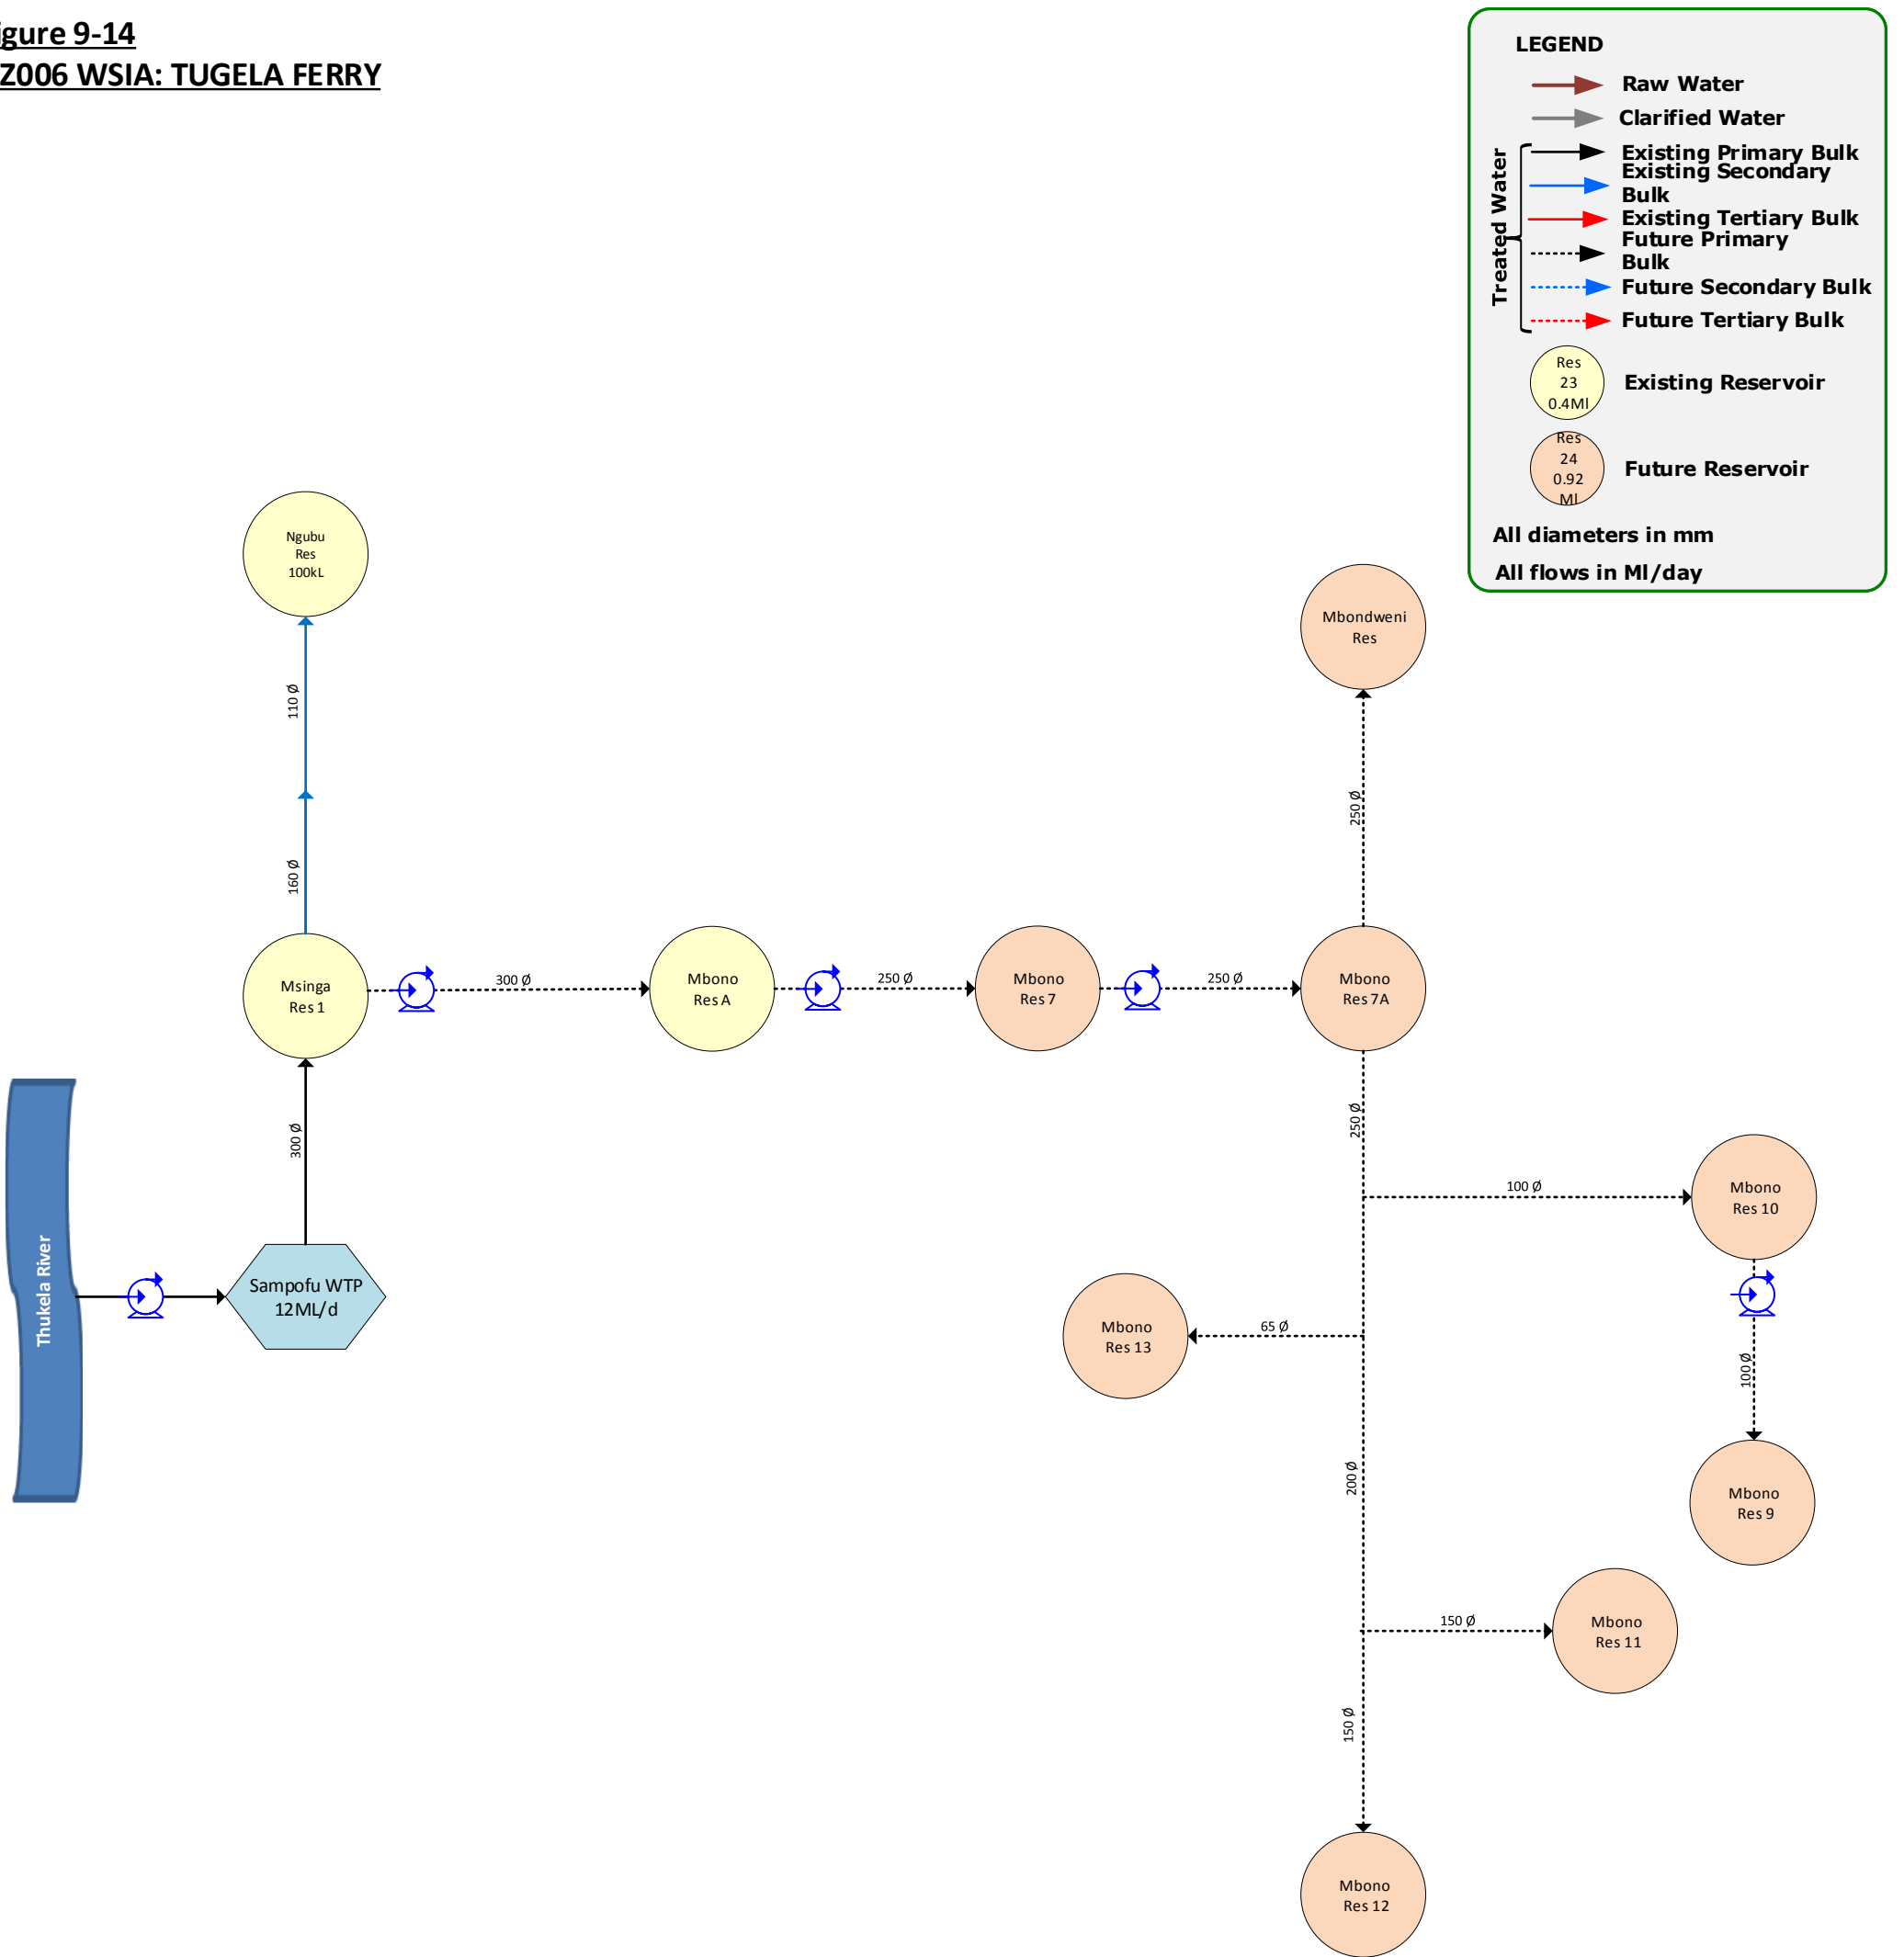 igure 9-14
Z006 WSIA: TUGELA FERRY
LEGEND
Raw Water
Clarified Water
Treated Water
Existing Primary Bulk
Existing Secondary
Bulk
Existing Tertiary Bulk
Future Primary
Bulk
Future Secondary Bulk
Future Tertiary Bulk
Res
23
0.4Ml
Existing Reservoir
Res
24
0.92
Ml
Future Reservoir
All diameters in mm
All flows in Ml/day
Ngubu
Res
100kL
110 Ø
160 Ø
Mbondweni
Res
250 Ø
Msinga
Res 1
300 Ø
Mbono
Res A
250 Ø
Mbono
Res 7
250 Ø
Mbono
Res 7A
300 Ø
250 Ø
100 Ø
Mbono
Res 10
Thukela River
Sampofu WTP
12ML/d
Mbono
Res 13
65 Ø
100 Ø
200 Ø
Mbono
Res 9
150 Ø
Mbono
Res 11
150 Ø
Mbono
Res 12